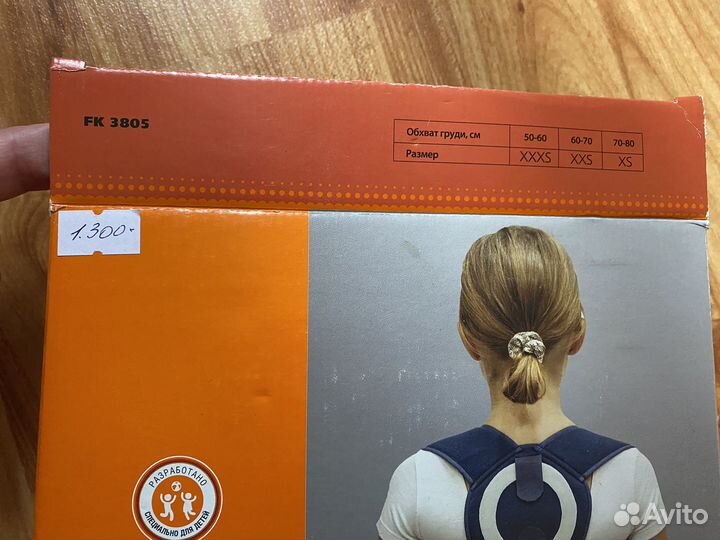 FK 3805
Обхват груди, см 50-60 60-70 70-80
Размер XXXS XXS XS
1.300-
РАЗРАБОТАНО
СПЕЦИАЛЬНО ДЛЯ ДЕТЕЙ
Avito